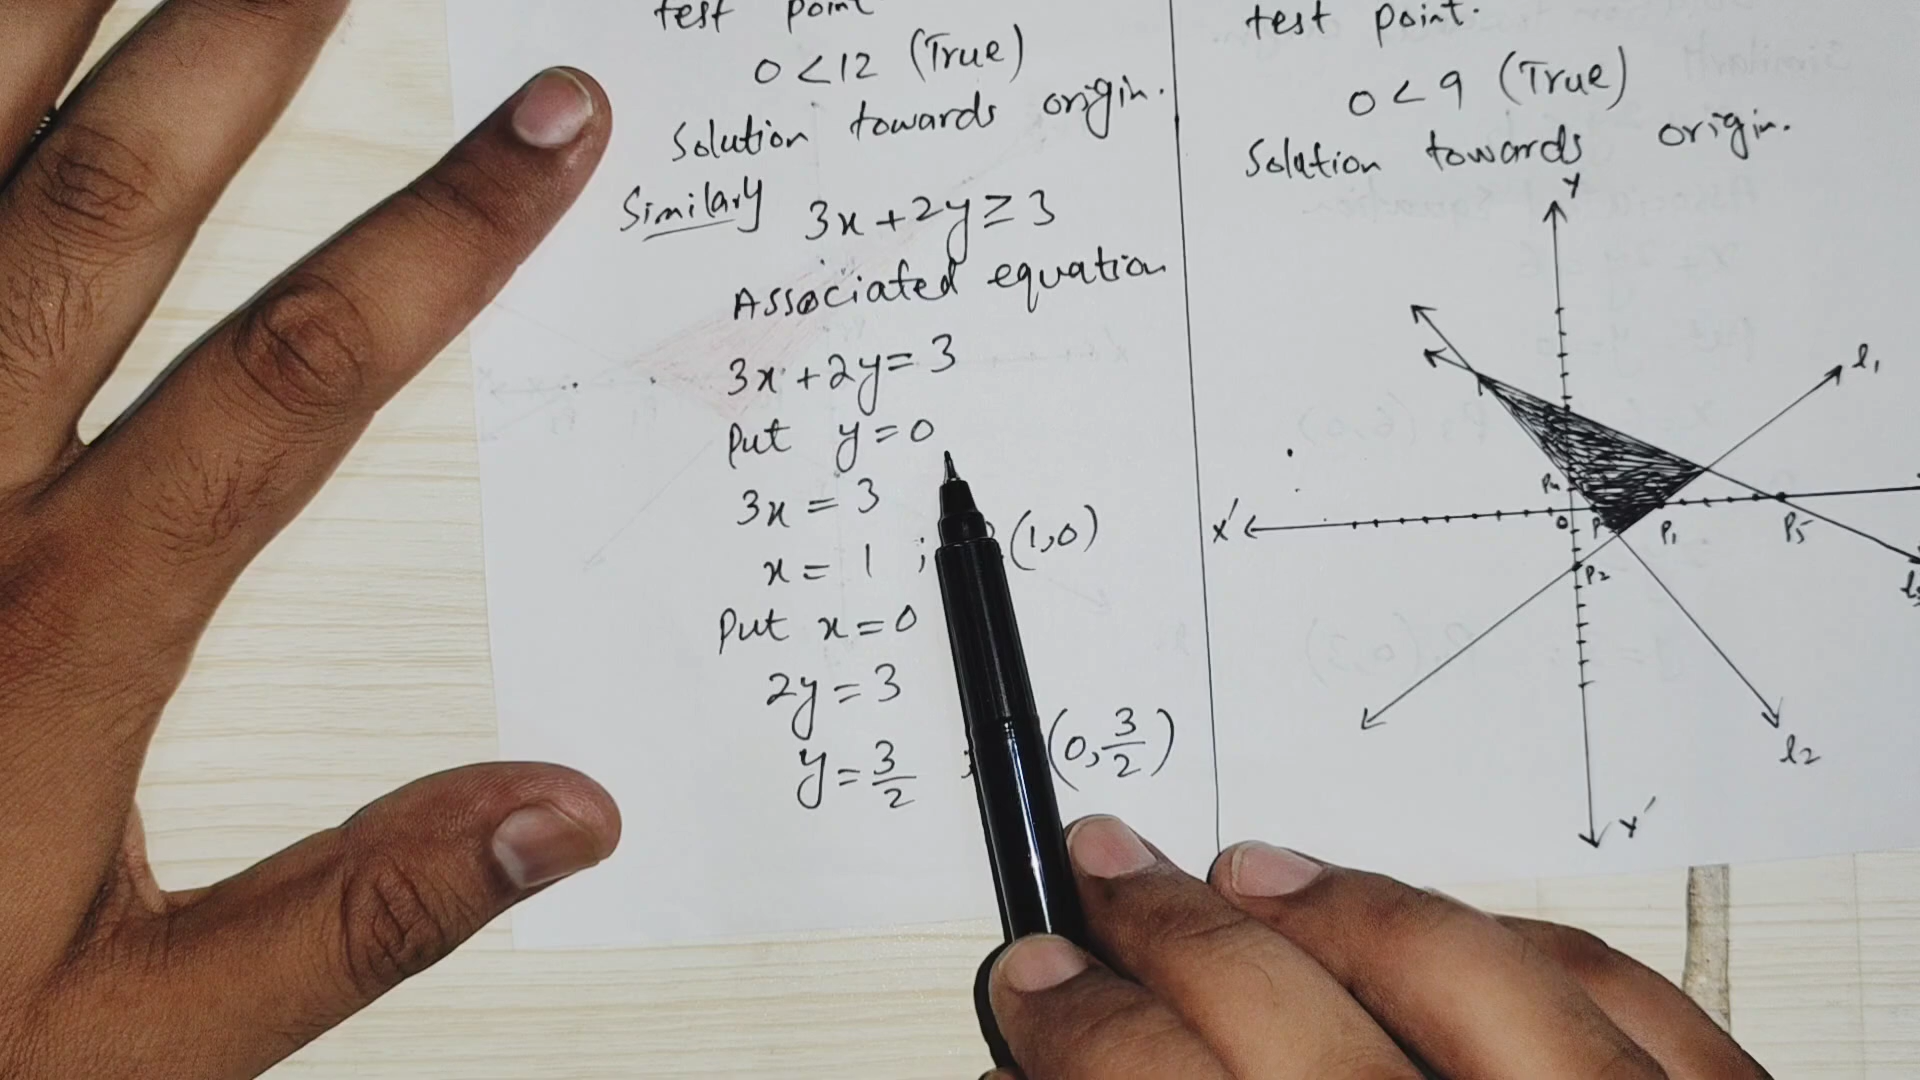 test point
0 < 12 (True)
Solution towards origin.
Similary 3x + 2y ≥ 3
Associated equation
3x + 2y = 3
Put y = 0
3x = 3
x = 1 ; (1,0)
Put x = 0
2y = 3
y = 3/2 ; (0, 3/2)
test point.
0 < 9 (True)
Solution towards origin.
Y
l₁
P₄
X' O P P₁ P₅
P₂
l₂
Y'